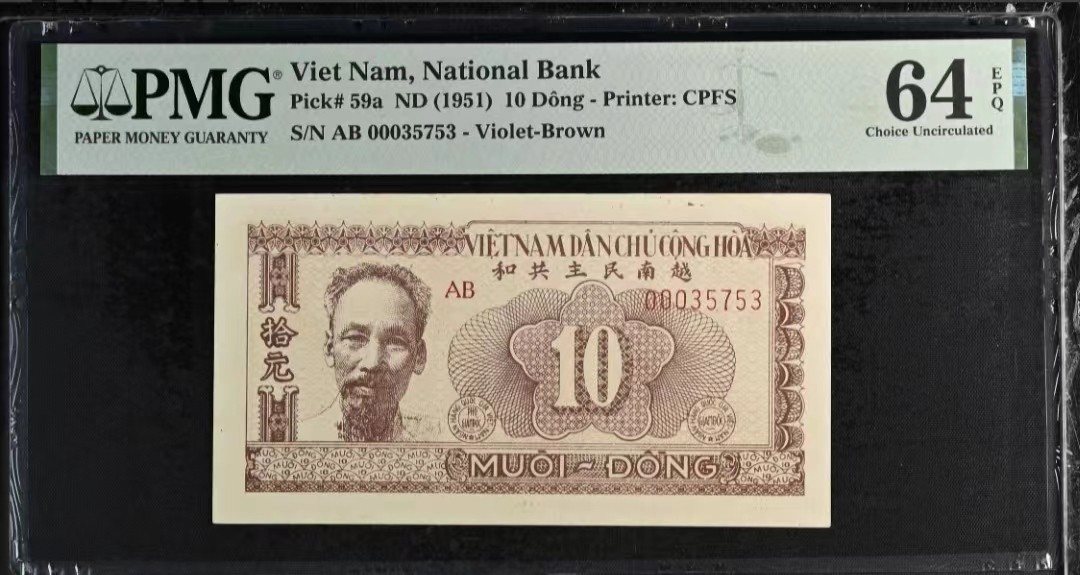 PMG®
PAPER MONEY GUARANTY
Viet Nam, National Bank
Pick# 59a ND (1951) 10 Dông - Printer: CPFS
S/N AB 00035753 - Violet-Brown
64
EPQ
Choice Uncirculated
VIỆT NAM DÂN CHỦ CỘNG HÒA
和共主民南越
AB
00035753
拾元
10
MƯỜI - ĐỒNG